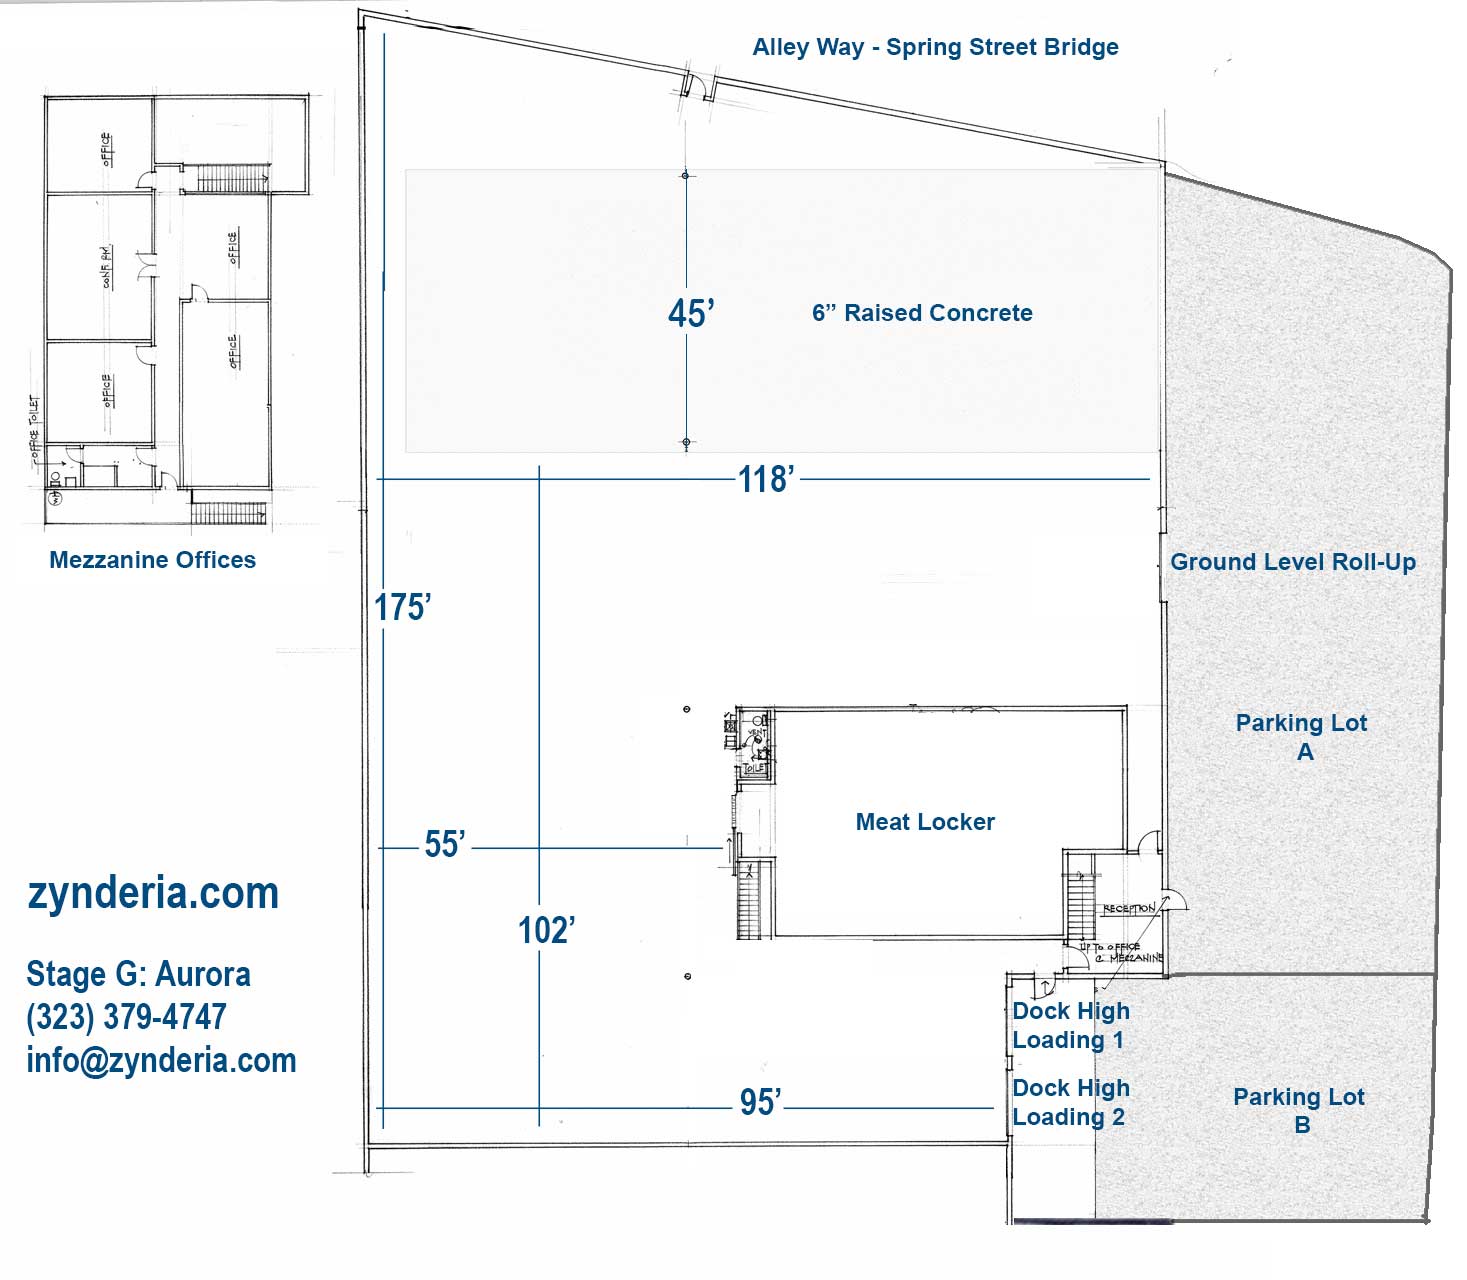 Alley Way - Spring Street Bridge
OFFICE
CONF. RM.
OFFICE
OFFICE
OFFICE
OFFICE TOILET
Mezzanine Offices
45’
6” Raised Concrete
118’
175’
Ground Level Roll-Up
Parking Lot
A
VENT
TOILET
Meat Locker
55’
RECEPTION
UP TO OFFICE
@ MEZZANINE
102’
zynderia.com
Stage G: Aurora
(323) 379-4747
info@zynderia.com
Dock High
Loading 1
Dock High
Loading 2
95’
Parking Lot
B